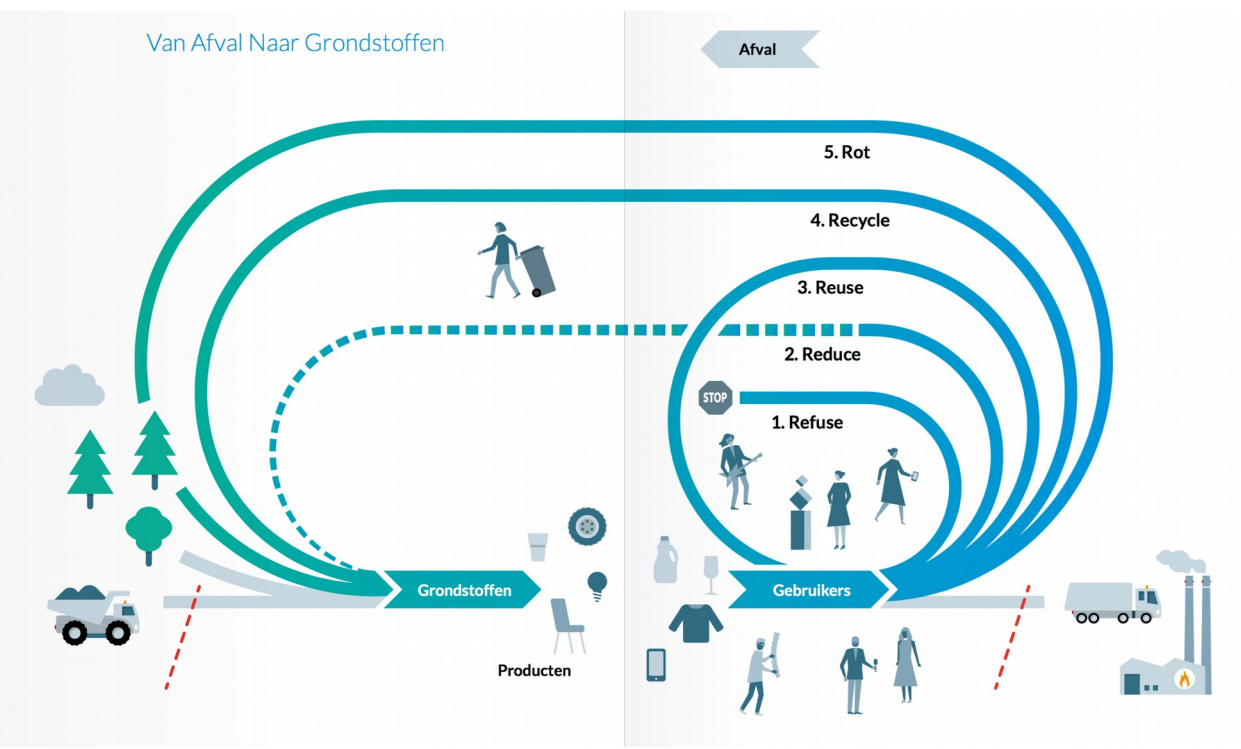 Van Afval Naar Grondstoffen
Afval
5. Rot
4. Recycle
3. Reuse
2. Reduce
STOP
1. Refuse
Grondstoffen
Gebruikers
Producten